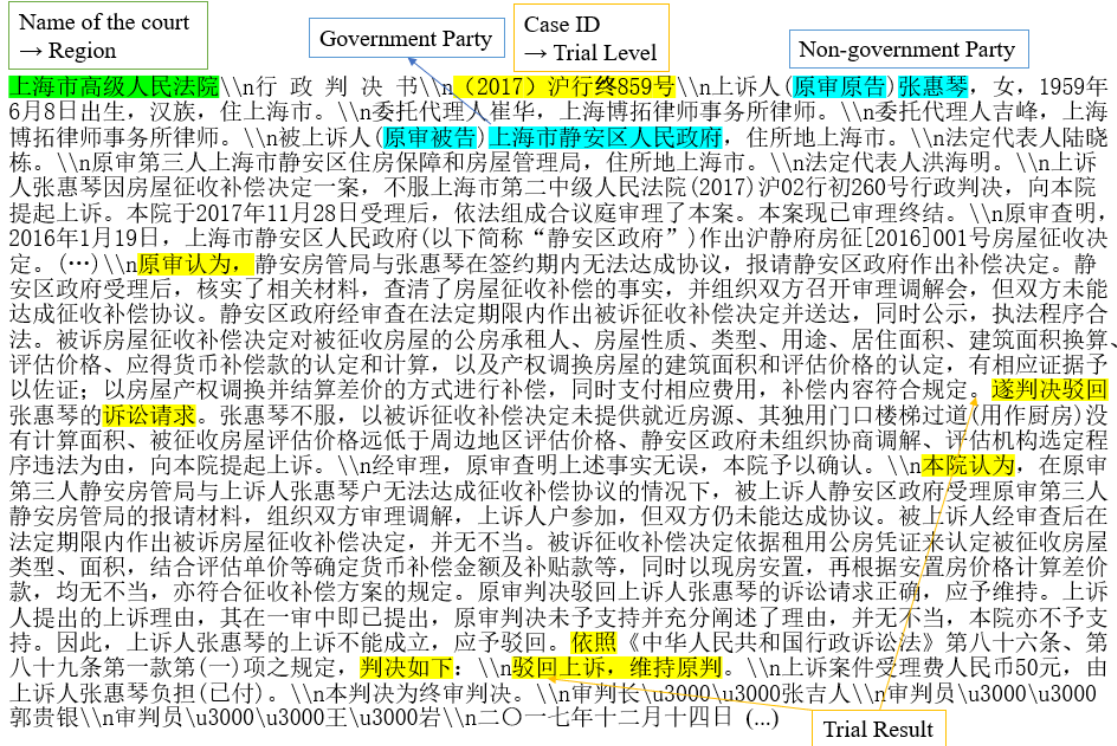 Name of the court
→ Region
Government Party
Case ID
→ Trial Level
Non-government Party
上海市高级人民法院\\n行 政 判 决 书\\n（2017）沪行终859号\\n上诉人(原审原告)张惠琴，女，1959年
6月8日出生，汉族，住上海市。\\n委托代理人崔华，上海博拓律师事务所律师。\\n委托代理人吉峰，上海
博拓律师事务所律师。\\n被上诉人(原审被告)上海市静安区人民政府，住所地上海市。\\n法定代表人陆晓
栋。\\n原审第三人上海市静安区住房保障和房屋管理局，住所地上海市。\\n法定代表人洪海明。\\n上诉
人张惠琴因房屋征收补偿决定一案，不服上海市第二中级人民法院(2017)沪02行初260号行政判决，向本院
提起上诉。本院于2017年11月28日受理后，依法组成合议庭审理了本案。本案现已审理终结。\\n原审查明，
2016年1月19日，上海市静安区人民政府(以下简称“静安区政府”)作出沪静府房征[2016]001号房屋征收决
定。(…)\\n原审认为，静安房管局与张惠琴在签约期内无法达成协议，报请静安区政府作出补偿决定。静
安区政府受理后，核实了相关材料，查清了房屋征收补偿的事实，并组织双方召开审理调解会，但双方未能
达成征收补偿协议。静安区政府经审查在法定期限内作出被诉征收补偿决定并送达，同时公示，执法程序合
法。被诉房屋征收补偿决定对被征收房屋的公房承租人、房屋性质、类型、用途、居住面积、建筑面积换算、
评估价格、应得货币补偿款的认定和计算，以及产权调换房屋的建筑面积和评估价格的认定，有相应证据予
以佐证；以房屋产权调换并结算差价的方式进行补偿，同时支付相应费用，补偿内容符合规定。遂判决驳回
张惠琴的诉讼请求。张惠琴不服，以被诉征收补偿决定未提供就近房源、其独用门口楼梯过道(用作厨房)没
有计算面积、被征收房屋评估价格远低于周边地区评估价格、静安区政府未组织协商调解、评估机构选定程
序违法为由，向本院提起上诉。\\n经审理，原审查明上述事实无误，本院予以确认。\\n本院认为，在原审
第三人静安房管局与上诉人张惠琴户无法达成征收补偿协议的情况下，被上诉人静安区政府受理原审第三人
静安房管局的报请材料，组织双方审理调解，上诉人户参加，但双方仍未能达成协议。被上诉人经审查后在
法定期限内作出被诉房屋征收补偿决定，并无不当。被诉征收补偿决定依据租用公房凭证来认定被征收房屋
类型、面积，结合评估单价等确定货币补偿金额及补贴款等，同时以现房安置，再根据安置房价格计算差价
款，均无不当，亦符合征收补偿方案的规定。原审判决驳回上诉人张惠琴的诉讼请求正确，应予维持。上诉
人提出的上诉理由，其在一审中即已提出，原审判决未予支持并充分阐述了理由，并无不当，本院亦不予支
持。因此，上诉人张惠琴的上诉不能成立，应予驳回。依照《中华人民共和国行政诉讼法》第八十六条、第
八十九条第一款第(一)项之规定，判决如下：\\n驳回上诉，维持原判。\\n上诉案件受理费人民币50元，由
上诉人张惠琴负担(已付)。\\n本判决为终审判决。\\n审判长\u3000\u3000张吉人\\n审判员\u3000\u3000
郭贵银\\n审判员\u3000\u3000王\u3000岩\\n二〇一七年十二月十四日 (...)
Trial Result